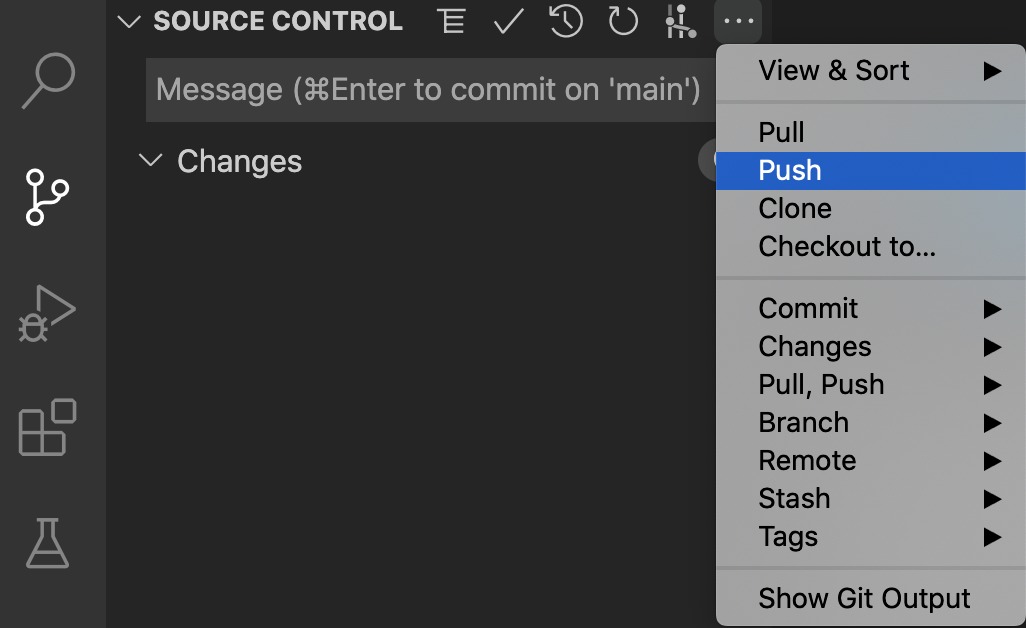 SOURCE CONTROL
Message (⌘Enter to commit on 'main')
Changes
View & Sort
Pull
Push
Clone
Checkout to...
Commit
Changes
Pull, Push
Branch
Remote
Stash
Tags
Show Git Output